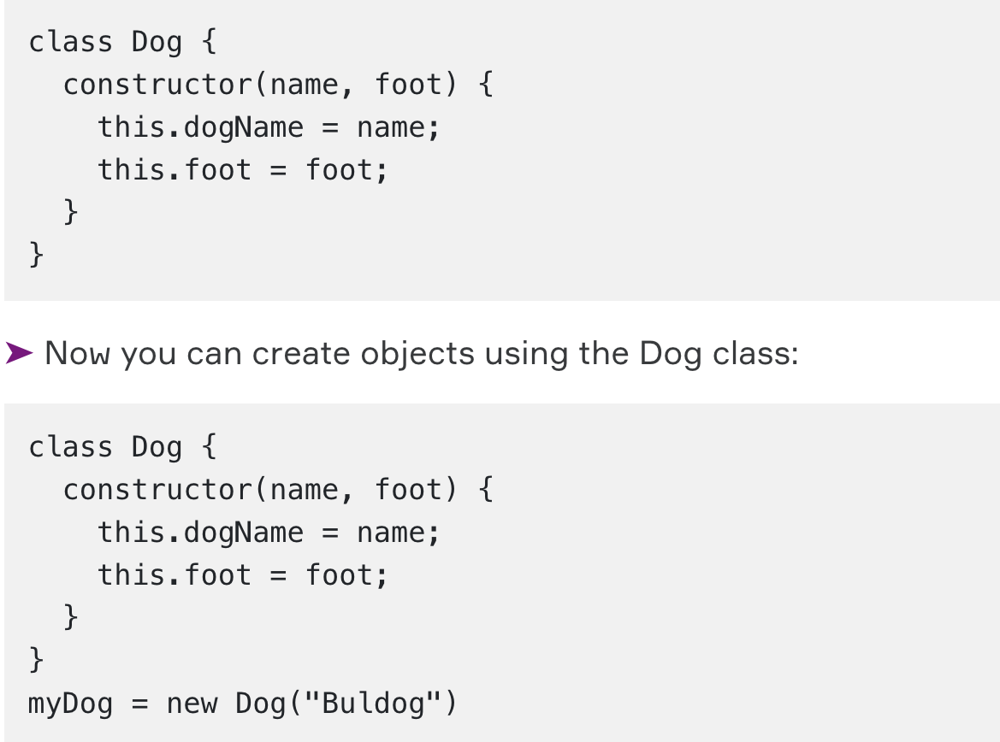 class Dog {
  constructor(name, foot) {
    this.dogName = name;
    this.foot = foot;
  }
}
➤ Now you can create objects using the Dog class:
class Dog {
  constructor(name, foot) {
    this.dogName = name;
    this.foot = foot;
  }
}
myDog = new Dog("Buldog")